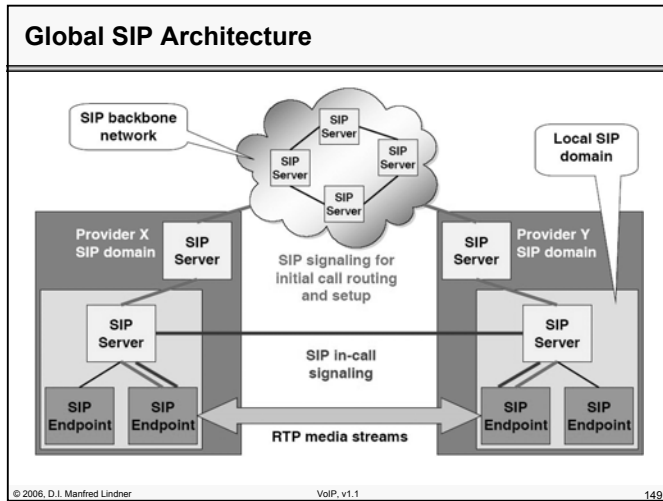 Global SIP Architecture
SIP backbone
network
SIP
Server
SIP
Server
SIP
Server
SIP
Server
Local SIP
domain
Provider X
SIP domain
SIP
Server
SIP signaling for
initial call routing
and setup
SIP
Server
Provider Y
SIP domain
SIP
Server
SIP in-call
signaling
SIP
Server
SIP
Endpoint
SIP
Endpoint
RTP media streams
SIP
Endpoint
SIP
Endpoint
© 2006, D.I. Manfred Lindner
VoIP, v1.1
149